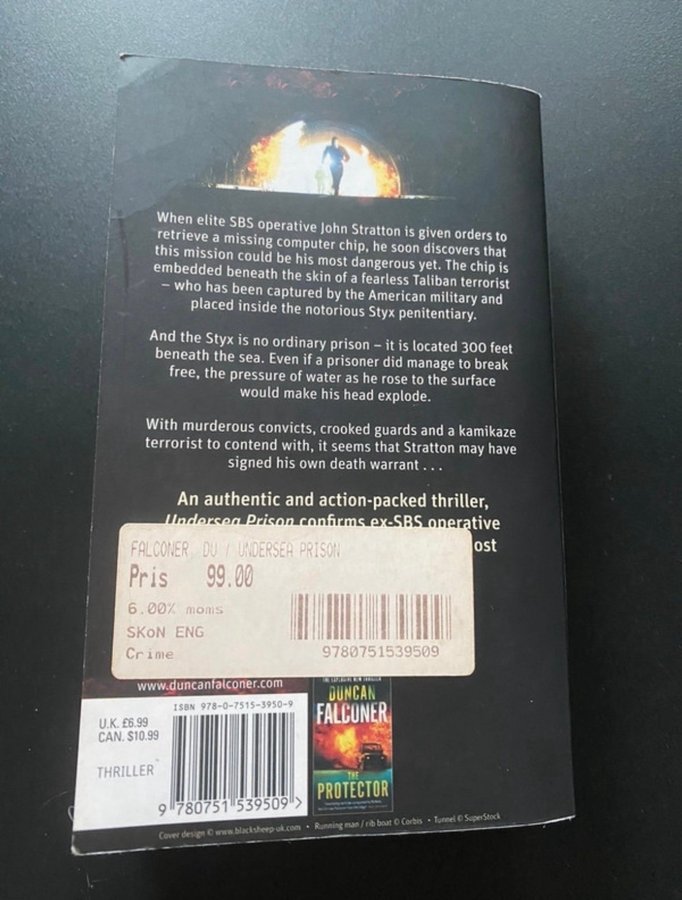 When elite SBS operative John Stratton is given orders to
retrieve a missing computer chip, he soon discovers that
this mission could be his most dangerous yet. The chip is
embedded beneath the skin of a fearless Taliban terrorist
– who has been captured by the American military and
placed inside the notorious Styx penitentiary.
And the Styx is no ordinary prison – it is located 300 feet
beneath the sea. Even if a prisoner did manage to break
free, the pressure of water as he rose to the surface
would make his head explode.
With murderous convicts, crooked guards and a kamikaze
terrorist to contend with, it seems that Stratton may have
signed his own death warrant . . .
An authentic and action-packed thriller,
Undersea Prison confirms ex-SBS operative
ost
FALCONER, DU / UNDERSEA PRISON
Pris 99.00
6.00% moms
SKoN ENG
Crime
9780751539509
www.duncanfalconer.com
ISBN 978-0-7515-3950-9
U.K. £6.99
CAN. $10.99
THRILLER
9 780751 539509 >
THE EXPLOSIVE NEW THRILLER
DUNCAN
FALCONER
THE
PROTECTOR
Cover design © www.blacksheep-uk.com • Running man / rib boat © Corbis • Tunnel © SuperStock